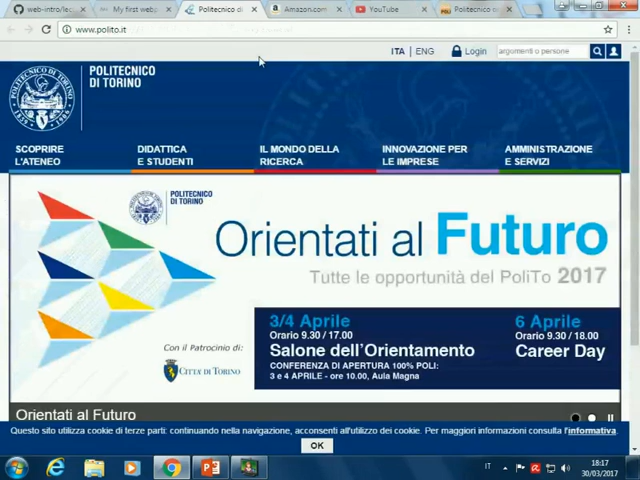 web-intro/lec
My first web
Politecnico di
Amazon.com
YouTube
Politecnico
www.polito.it
ITA | ENG
Login
argomenti o persone
POLITECNICO
DI TORINO
SCOPRIRE
L'ATENEO
DIDATTICA
E STUDENTI
IL MONDO DELLA
RICERCA
INNOVAZIONE PER
LE IMPRESE
AMMINISTRAZIONE
E SERVIZI
POLITECNICO
DI TORINO
Orientati al Futuro
Tutte le opportunità del PoliTo 2017
3/4 Aprile
Orario 9.30 / 17.00
Salone dell'Orientamento
CONFERENZA DI APERTURA 100% POLI:
3 e 4 APRILE - ore 10.00, Aula Magna
6 Aprile
Orario 9.30 / 18.00
Career Day
Con il Patrocinio di:
CITTA' DI TORINO
Orientati al Futuro
Questo sito utilizza cookie di terze parti: continuando nella navigazione, acconsenti all'utilizzo dei cookie. Per maggiori informazioni consulta l'informativa.
OK
IT
18:17
30/03/2017